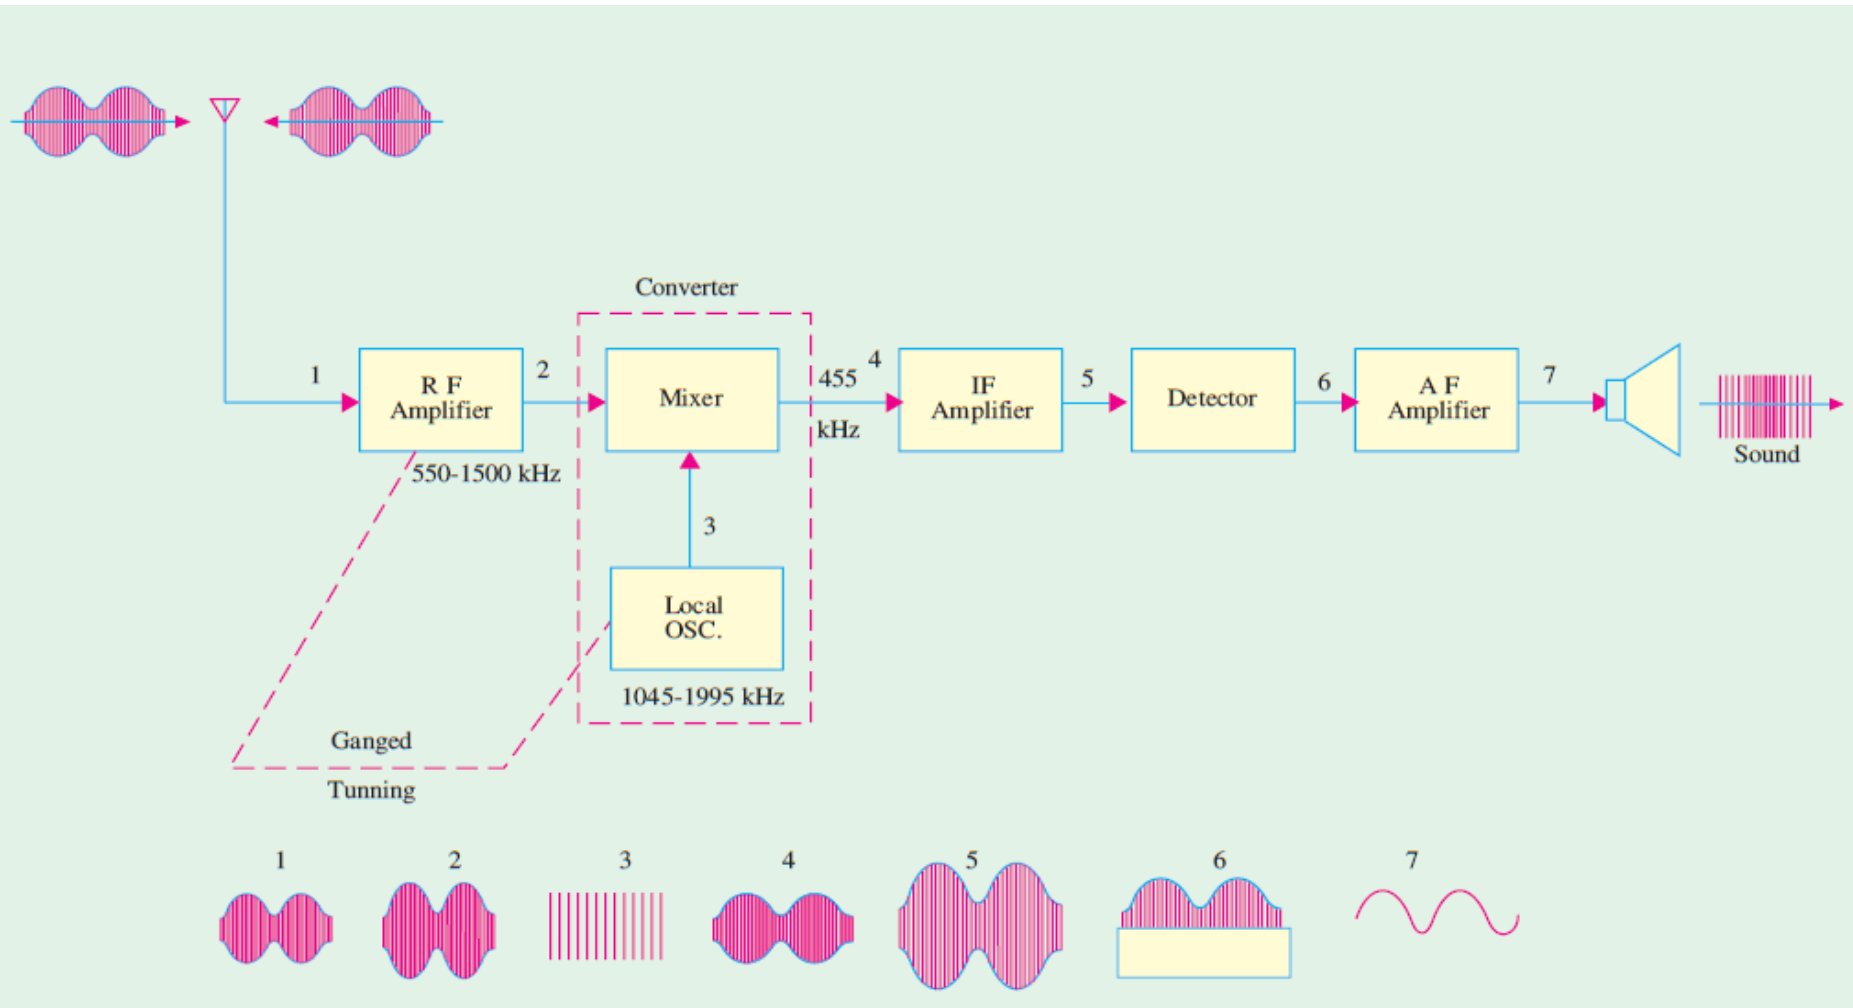 Converter
1
R F
Amplifier
550-1500 kHz
2
Mixer
455
kHz
4
IF
Amplifier
5
Detector
6
A F
Amplifier
7
Sound
3
Local
OSC.
1045-1995 kHz
Ganged
Tunning
1
2
3
4
5
6
7